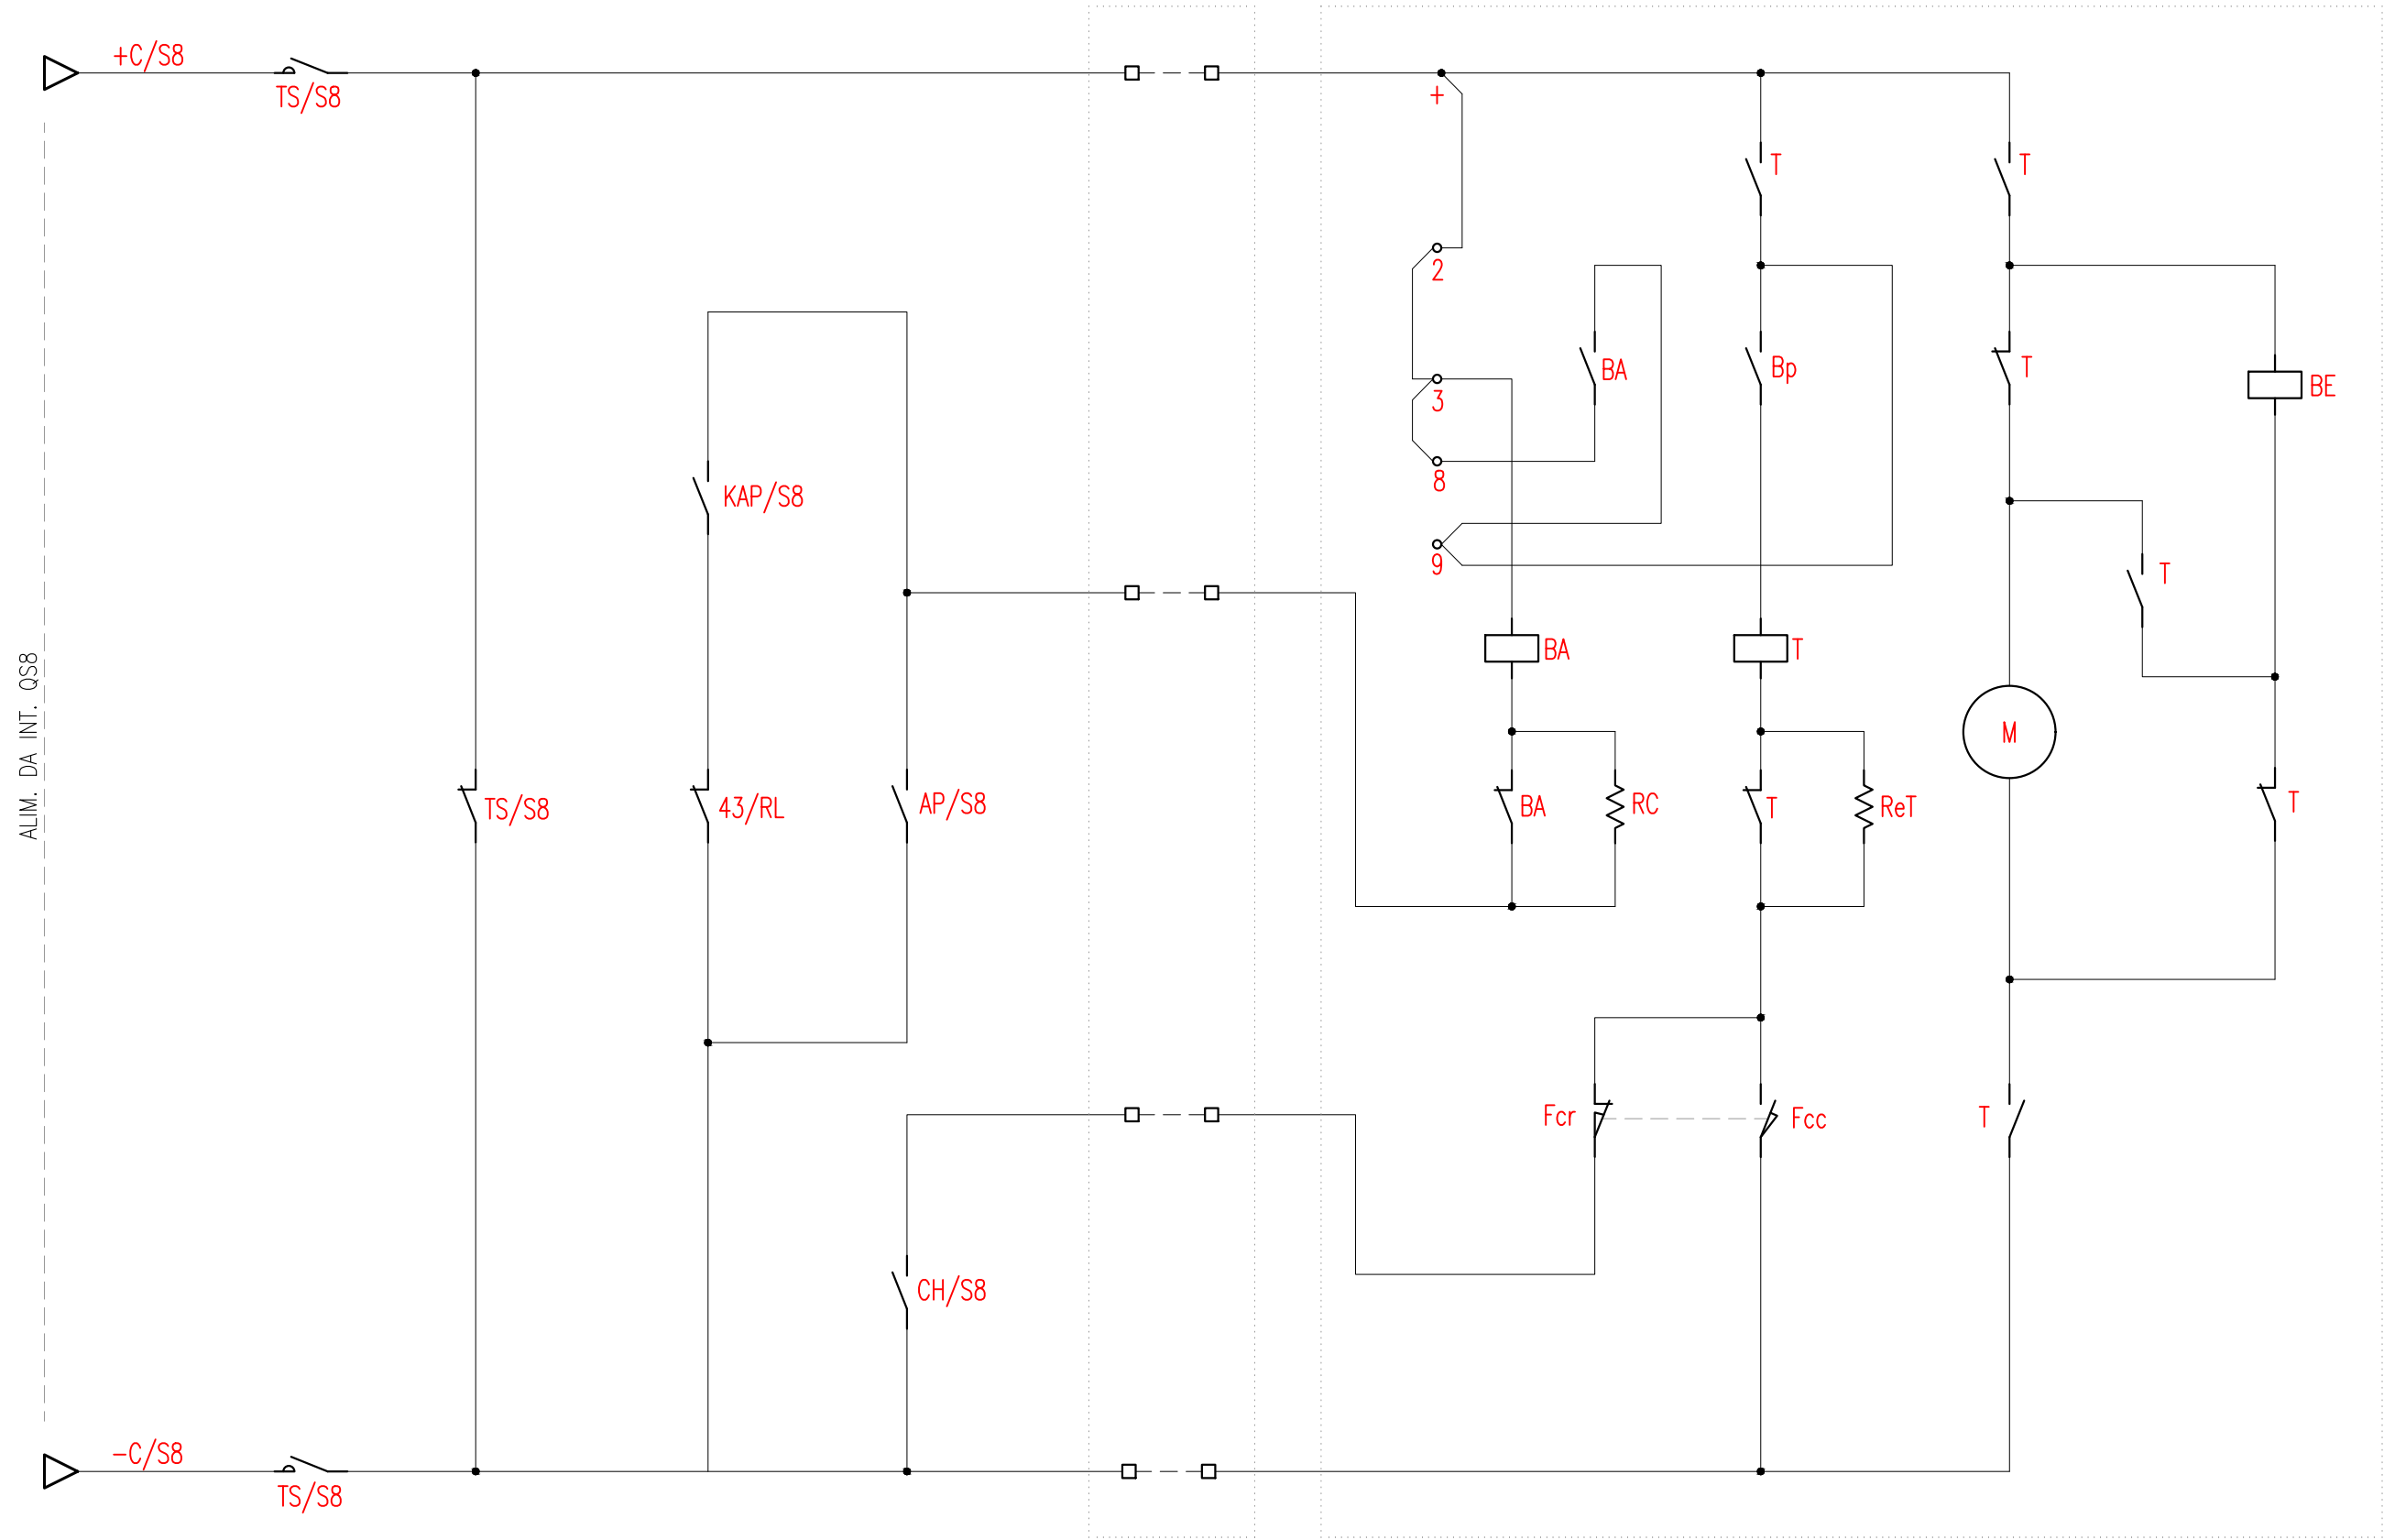 +C/S8
TS/S8
+
T
T
2
BA
Bp
T
BE
3
KAP/S8
8
9
T
ALIM. DA INT. QS8
BA
T
M
TS/S8
43/RL
AP/S8
BA
RC
T
ReT
T
Fcr
Fcc
T
CH/S8
-C/S8
TS/S8